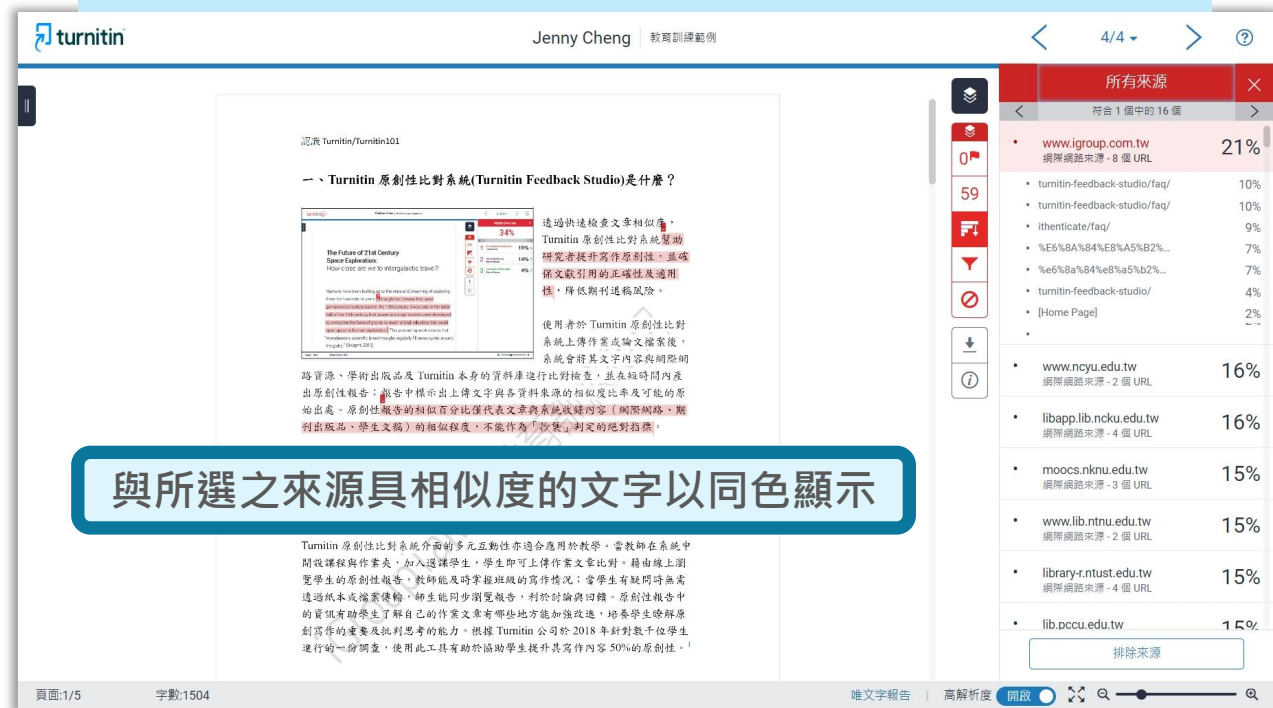 turnitin
Jenny Cheng
教育訓練範例
4/4
所有來源
符合 1 個中的 16 個
www.igroup.com.tw
21%
網際網路來源 - 8 個 URL
turnitin-feedback-studio/faq/
10%
turnitin-feedback-studio/faq/
10%
ithenticate/faq/
9%
%E6%8A%84%E8%A5%B2%...
7%
%e6%8a%84%e8%a5%b2%...
7%
turnitin-feedback-studio/
4%
[Home Page]
2%
www.ncyu.edu.tw
16%
網際網路來源 - 2 個 URL
libapp.lib.ncku.edu.tw
16%
網際網路來源 - 4 個 URL
moocs.nknu.edu.tw
15%
網際網路來源 - 3 個 URL
www.lib.ntnu.edu.tw
15%
網際網路來源 - 2 個 URL
library-r.ntust.edu.tw
15%
網際網路來源 - 4 個 URL
lib.pccu.edu.tw
15%
排除來源
0
59
認識 Turnitin/Turnitin101
一、Turnitin 原創性比對系統(Turnitin Feedback Studio)是什麼？
34%
The Future of 21st Century
Space Exploration:
How close are we to intergalactic travel?
透過快速檢查文章相似度，
Turnitin 原創性比對系統幫助
研究者提升寫作原創性，並確
保文獻引用的正確性及適用
性，降低期刊退稿風險。
使用者於 Turnitin 原創性比對
系統上傳作業或論文檔案後，
系統會將其文字內容與網際網
路資源、學術出版品及 Turnitin 本身的資料庫進行比對檢查，並在短時間內產
出原創性報告；報告中標示出上傳文字與各資料來源的相似度比率及可能的原
始出處。原創性報告的相似百分比僅代表文章與系統收錄內容（網際網路、期
刊出版品、學生文稿）的相似程度，不能作為「抄襲」判定的絕對指標。
與所選之來源具相似度的文字以同色顯示
Turnitin 原創性比對系統介面的多元互動性亦適合應用於教學。當教師在系統中
開設課程與作業夾，加入選課學生，學生即可上傳作業文章比對。藉由線上瀏
覽學生的原創性報告，教師能及時掌握班級的寫作情況；當學生有疑問時無需
透過紙本或檔案傳輸，師生能同步瀏覽報告，利於討論與回饋。原創性報告中
的資訊有助學生了解自己的作業文章有哪些地方能加強改進，培養學生瞭解原
創寫作的重要及批判思考的能力。根據 Turnitin 公司於 2018 年針對數千位學生
進行的一份調查，使用此工具有助於協助學生提升其寫作內容 50%的原創性。1
頁面:1/5
字數:1504
唯文字報告
高解析度
開啟